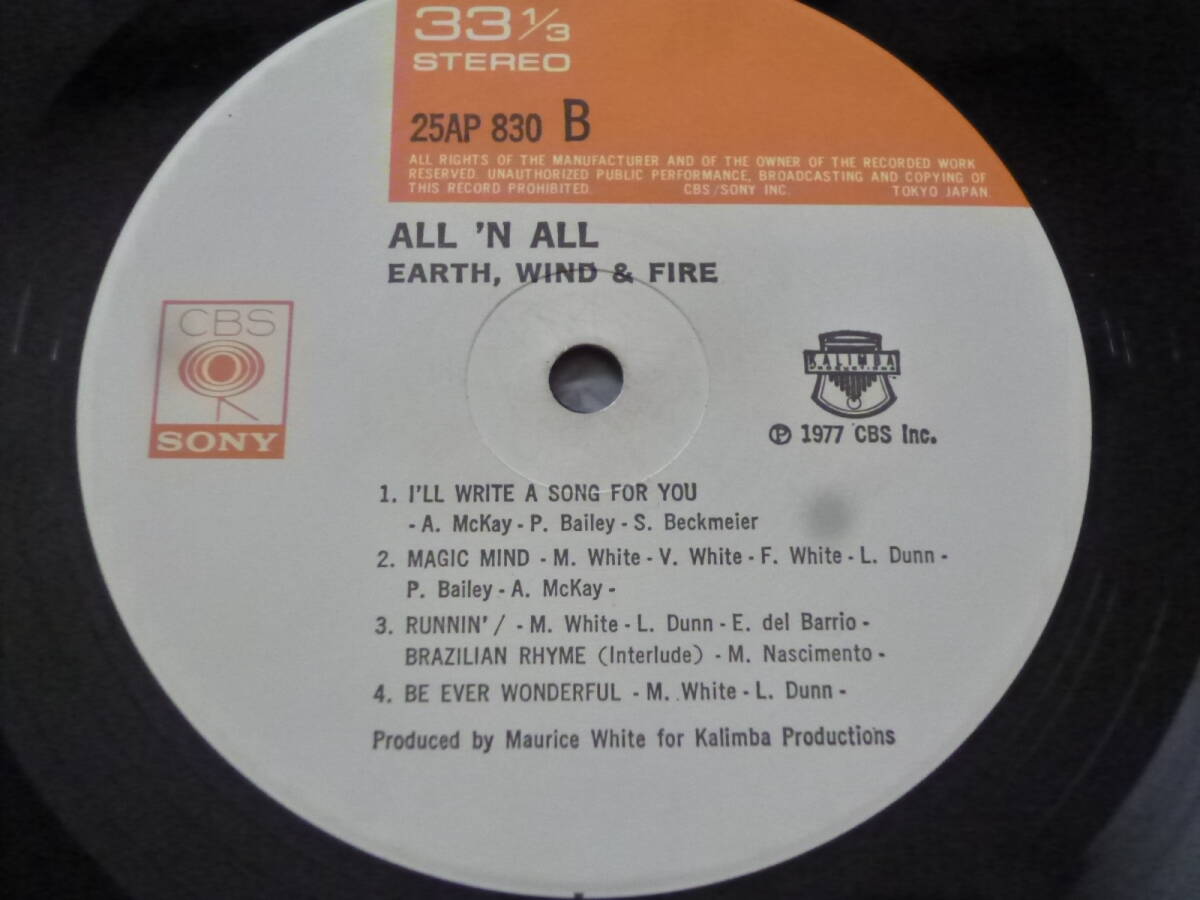 33 1/3
STEREO
25AP 830 B
ALL RIGHTS OF THE MANUFACTURER AND OF THE OWNER OF THE RECORDED WORK
RESERVED. UNAUTHORIZED PUBLIC PERFORMANCE, BROADCASTING AND COPYING OF
THIS RECORD PROHIBITED. CBS/SONY INC. TOKYO JAPAN.
ALL 'N ALL
EARTH, WIND & FIRE
CBS
SONY
KALIMBA
PRODUCTIONS
℗ 1977 CBS Inc.
1. I'LL WRITE A SONG FOR YOU
- A. McKay - P. Bailey - S. Beckmeier
2. MAGIC MIND - M. White - V. White - F. White - L. Dunn -
P. Bailey - A. McKay -
3. RUNNIN' / - M. White - L. Dunn - E. del Barrio -
BRAZILIAN RHYME (Interlude) - M. Nascimento -
4. BE EVER WONDERFUL - M. White - L. Dunn -
Produced by Maurice White for Kalimba Productions